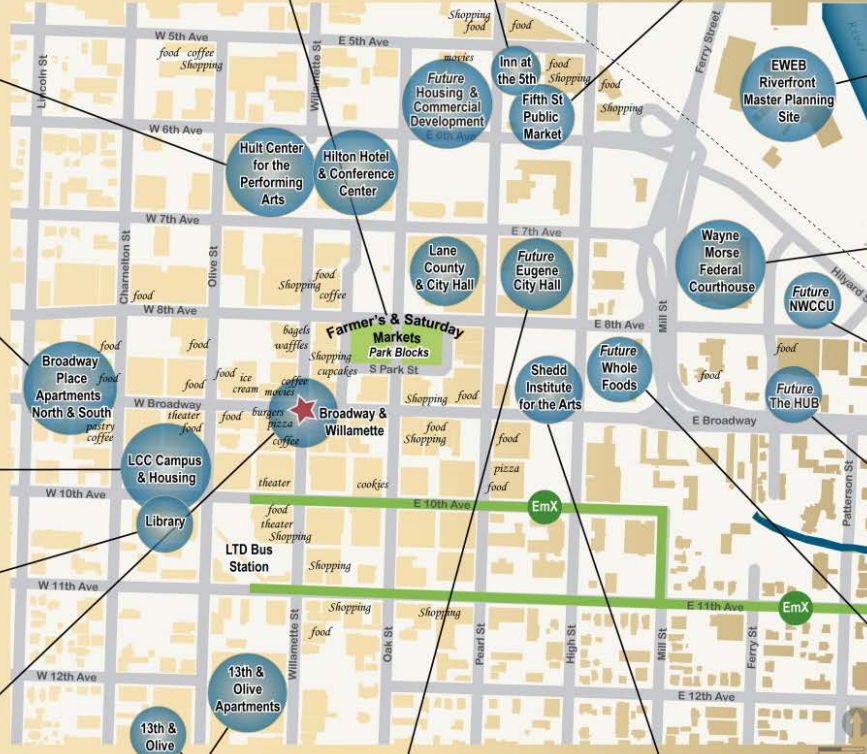 Shopping
food
food
W 5th Ave
E 5th Ave
food coffee
Shopping
movies
Lincoln St
Willamette St
Ferry Street
Inn at
the 5th
food
Shopping
food
Shopping
Future
Housing &
Commercial
Development
Fifth St
Public
Market
EWEB
Riverfront
Master Planning
Site
W 6th Ave
E 6th Ave
Hult Center
for the
Performing
Arts
Hilton Hotel
& Conference
Center
W 7th Ave
E 7th Ave
Charnelton St
Olive St
Lane
County
& City Hall
Future
Eugene
City Hall
Wayne
Morse
Federal
Courthouse
Hilyard
Future
NWCCU
food
Shopping
food
coffee
Mill St
W 8th Ave
E 8th Ave
bagels
waffles
Farmer's & Saturday
Markets
Park Blocks
S Park St
Shopping
cupcakes
food
food
food
Broadway
Place
Apartments
North & South
food
ice
cream
coffee
movies
Shedd
Institute
for the Arts
Future
Whole
Foods
food
food
Future
The HUB
W Broadway
E Broadway
theater
food
food
burgers
pizza
coffee
Broadway &
Willamette
Shopping
food
food
Shopping
food
pastry
coffee
LCC Campus
& Housing
pizza
food
theater
cookies
W 10th Ave
E 10th Ave
EmX
Patterson St
Library
food
theater
Shopping
LTD Bus
Station
Shopping
W 11th Ave
E 11th Ave
EmX
Shopping
Shopping
food
Willamette St
Oak St
Pearl St
High St
Mill St
Ferry St
W 12th Ave
E 12th Ave
13th &
Olive
Apartments
13th &
Olive